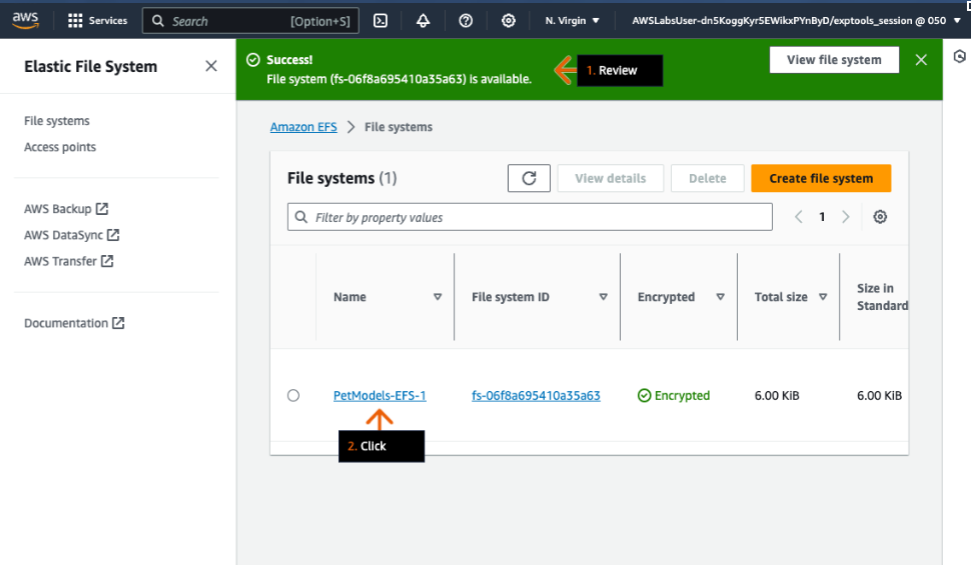 aws
Services
Search [Option+S]
N. Virgin
AWSLabsUser-dn5KoggKyr5EWikxPYnByD/exptools_session @ 050
Elastic File System
File systems
Access points
AWS Backup
AWS DataSync
AWS Transfer
Documentation
Success!
File system (fs-06f8a695410a35a63) is available.
1. Review
View file system
Amazon EFS
File systems
File systems (1)
View details
Delete
Create file system
Filter by property values
1
Name
File system ID
Encrypted
Total size
Size in
Standard
PetModels-EFS-1
fs-06f8a695410a35a63
Encrypted
6.00 KiB
6.00 KiB
2. Click